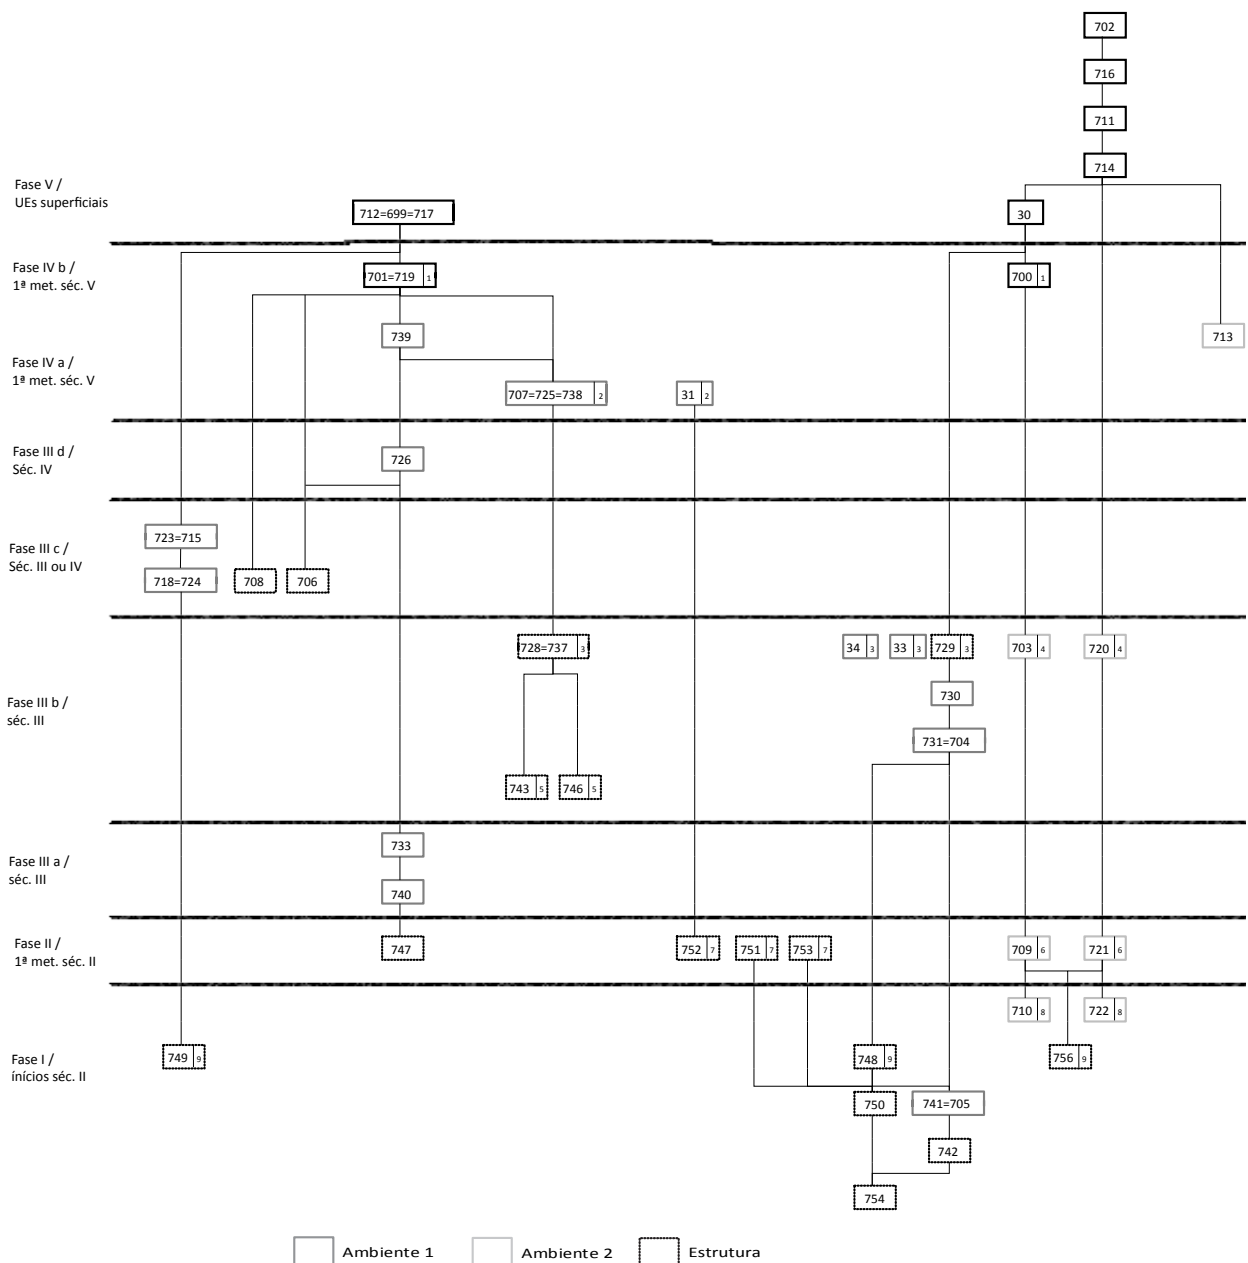 702
716
711
714
Fase V /
UEs superficiais
712=699=717
30
Fase IV b /
1ª met. séc. V
701=719 1
700 1
739
713
Fase IV a /
1ª met. séc. V
707=725=738 2
31 2
Fase III d /
Séc. IV
726
723=715
Fase III c /
Séc. III ou IV
718=724
708
706
728=737 3
34 3
33 3
729 3
703 4
720 4
730
Fase III b /
séc. III
731=704
743 5
746 5
733
Fase III a /
séc. III
740
Fase II /
1ª met. séc. II
747
752 7
751 7
753 7
709 6
721 6
710 8
722 8
Fase I /
ínícios séc. II
749 9
748 9
756 9
750
741=705
742
754
Ambiente 1
Ambiente 2
Estrutura